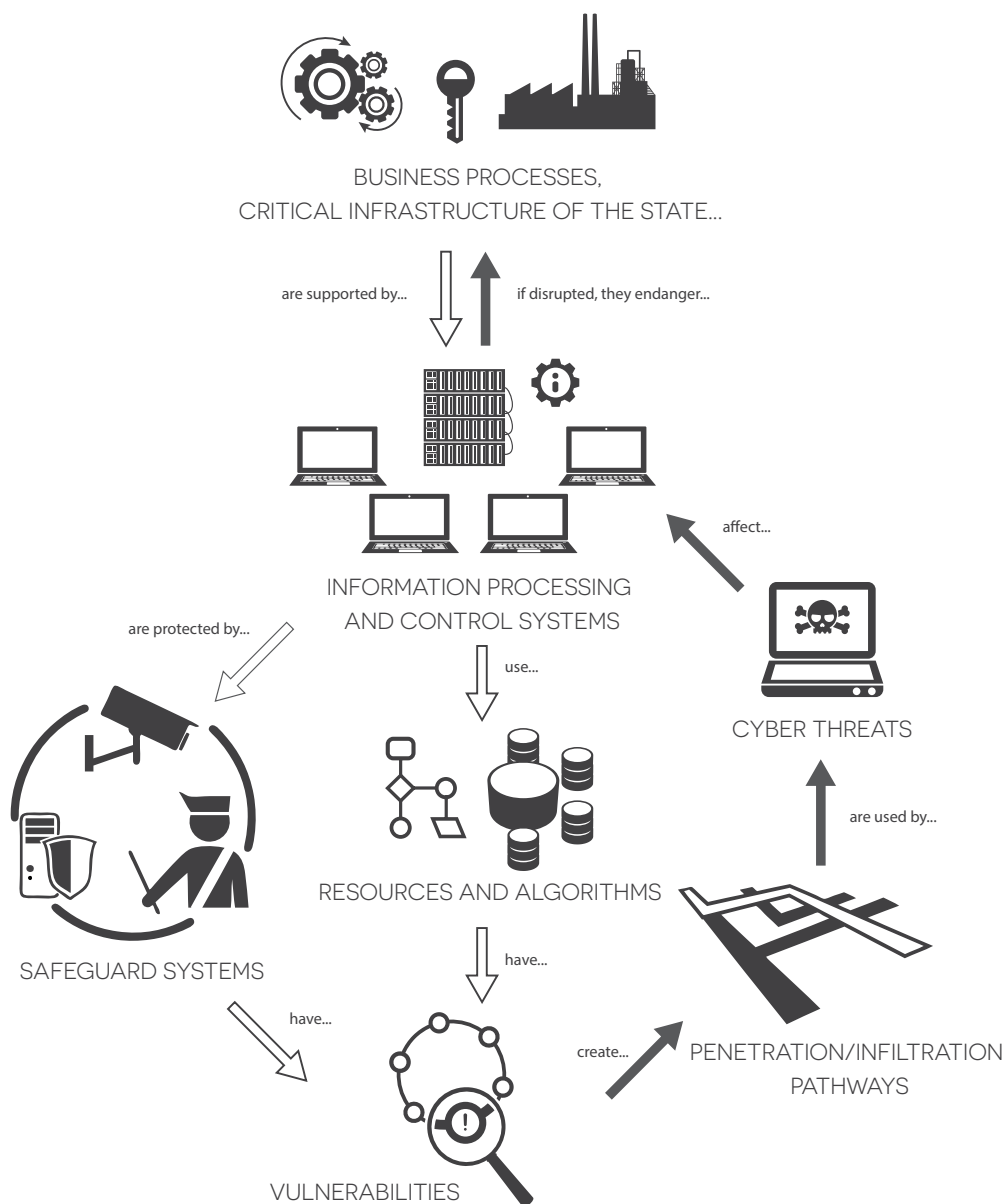 BUSINESS PROCESSES,
CRITICAL INFRASTRUCTURE OF THE STATE...
are supported by...
if disrupted, they endanger...
affect...
INFORMATION PROCESSING
AND CONTROL SYSTEMS
are protected by...
use...
CYBER THREATS
are used by...
RESOURCES AND ALGORITHMS
SAFEGUARD SYSTEMS
have...
have...
create...
PENETRATION/INFILTRATION
PATHWAYS
VULNERABILITIES